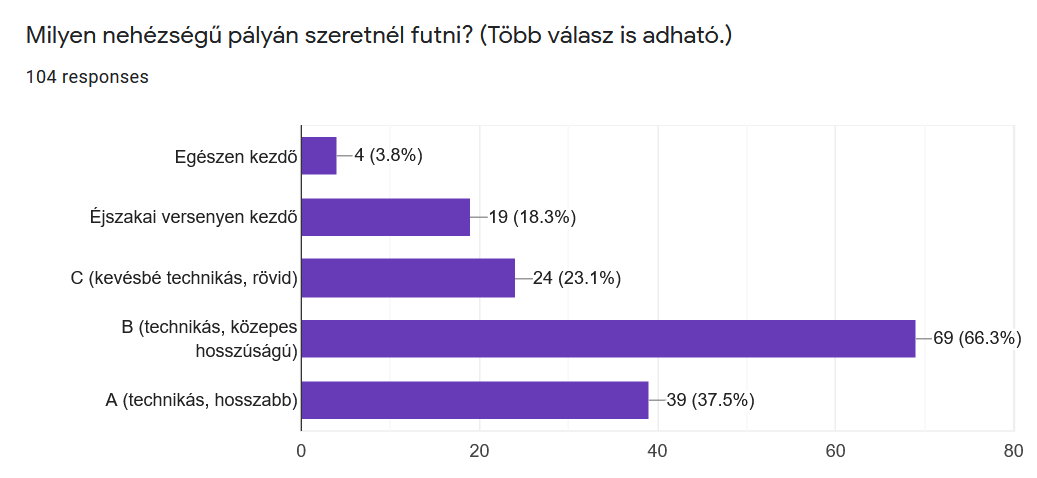 Milyen nehézségű pályán szeretnél futni? (Több válasz is adható.)
104 responses
Egészen kezdő
4 (3.8%)
Éjszakai versenyen kezdő
19 (18.3%)
C (kevésbé technikás, rövid)
24 (23.1%)
B (technikás, közepes
hosszúságú)
69 (66.3%)
A (technikás, hosszabb)
39 (37.5%)
0 20 40 60 80